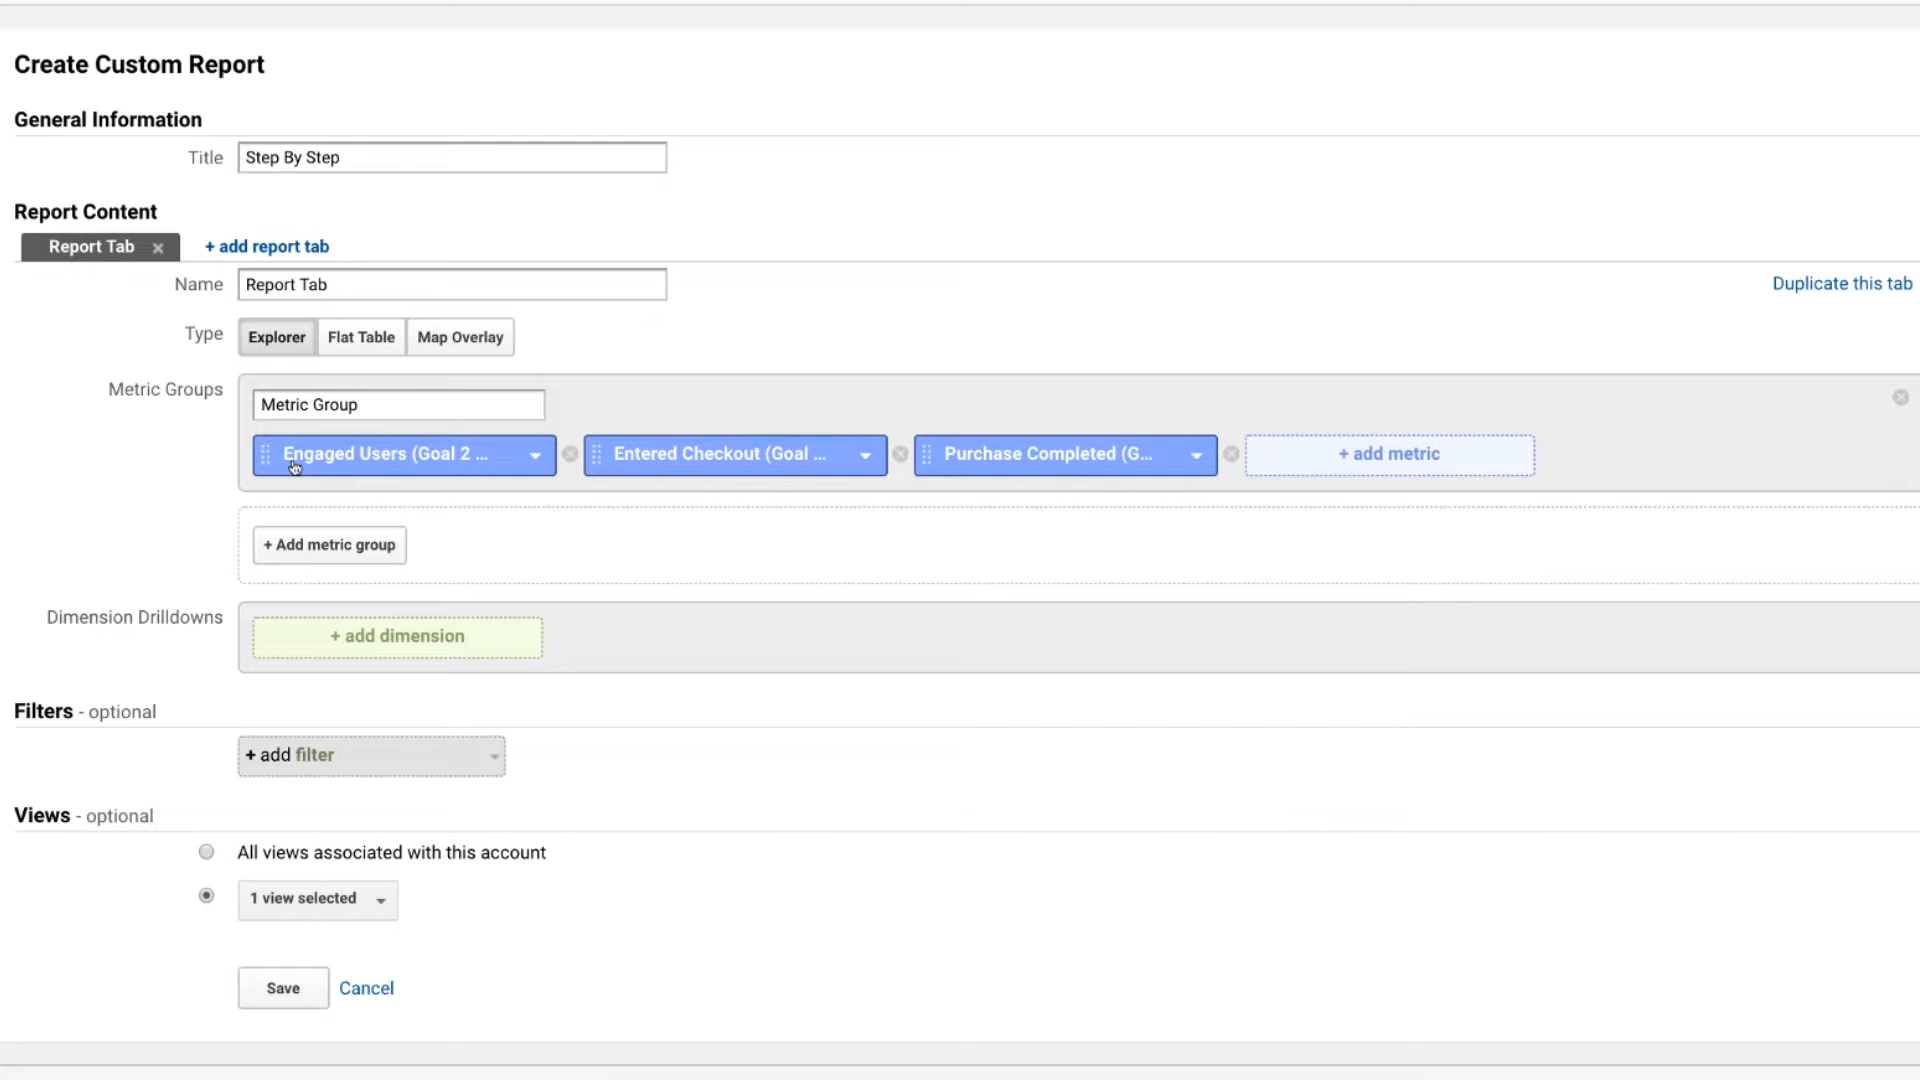 Create Custom Report
General Information
Title Step By Step
Report Content
Report Tab + add report tab
Name Report Tab Duplicate this tab
Type Explorer Flat Table Map Overlay
Metric Groups
Metric Group
Engaged Users (Goal 2 ... Entered Checkout (Goal ... Purchase Completed (G... + add metric
+ Add metric group
Dimension Drilldowns
+ add dimension
Filters - optional
+ add filter
Views - optional
All views associated with this account
1 view selected
Save Cancel